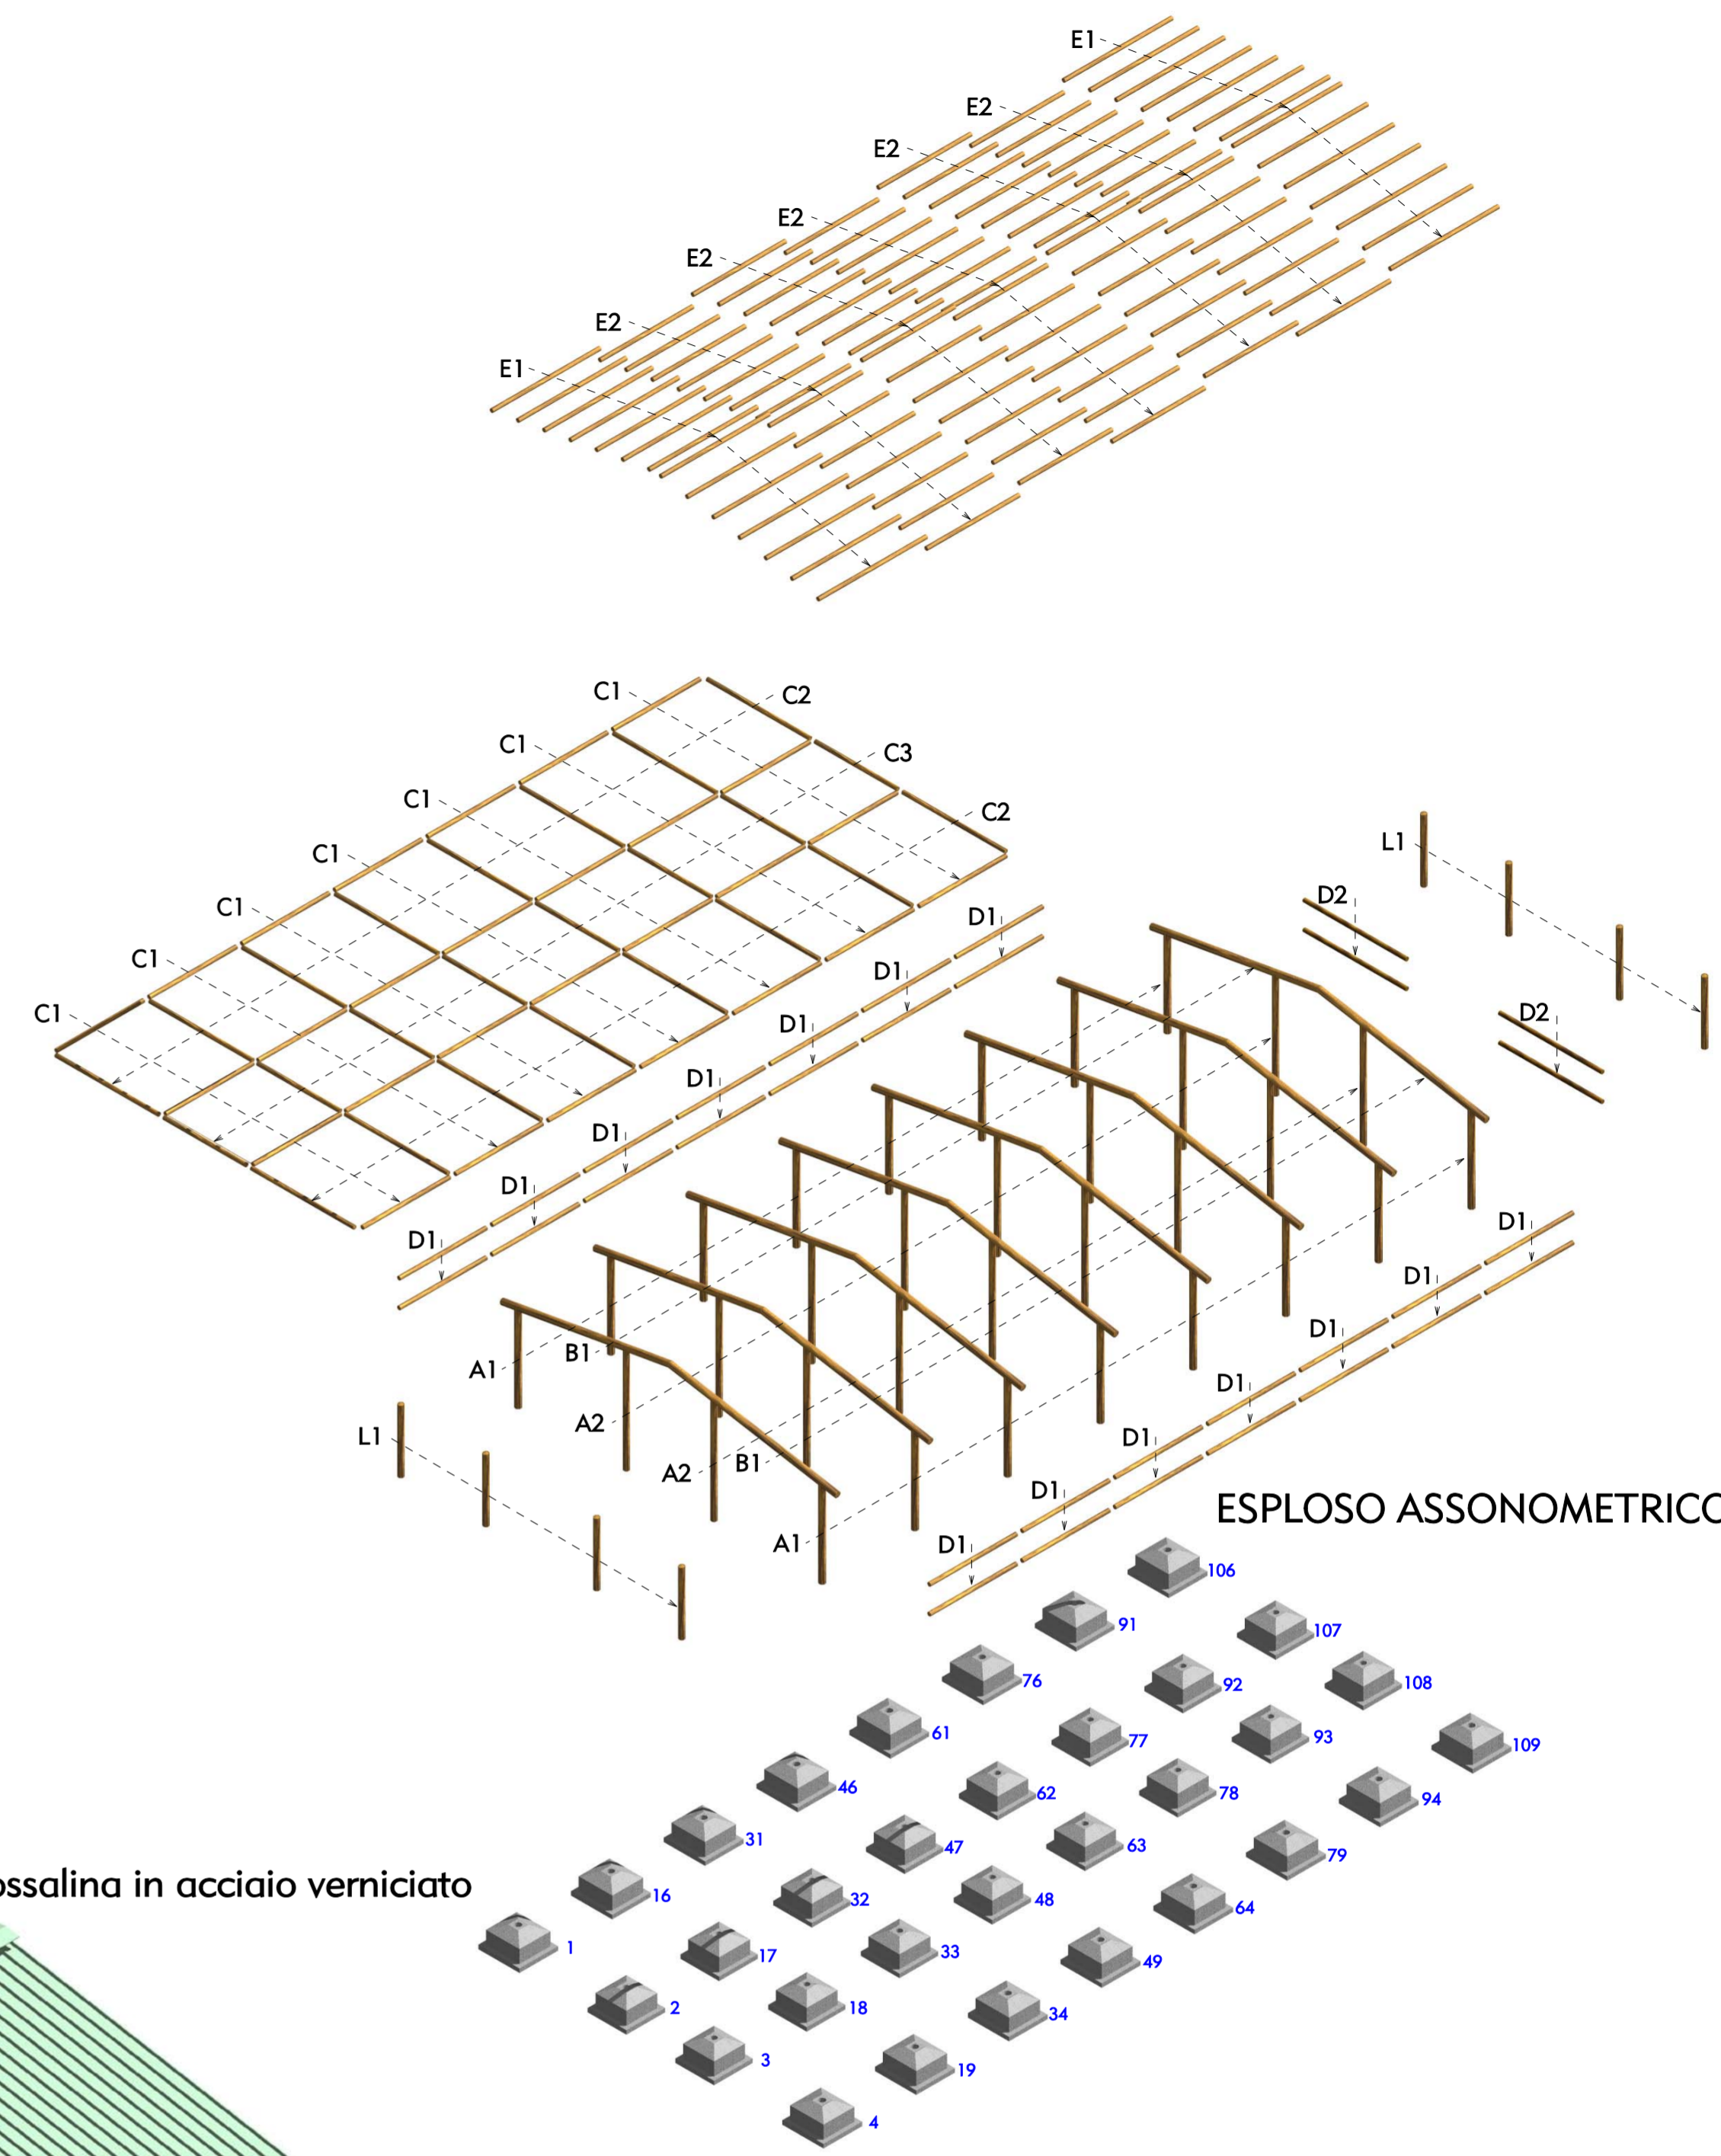 E1
E2
E2
E2
E2
E2
E1
C1
C2
C1
C3
C1
C2
C1
C1
C1
C1
L1
D2
D1
D1
D2
D1
D1
D1
D1
D1
D1
D1
D1
D1
D1
D1
D1
B1
A1
A2
B1
A2
A1
L1
ESPLOSO ASSONOMETRICO
106
91
107
76
92
108
61
77
93
109
46
62
78
94
31
47
63
79
16
32
48
64
1
17
33
49
2
18
34
3
19
4
ossalina in acciaio verniciato